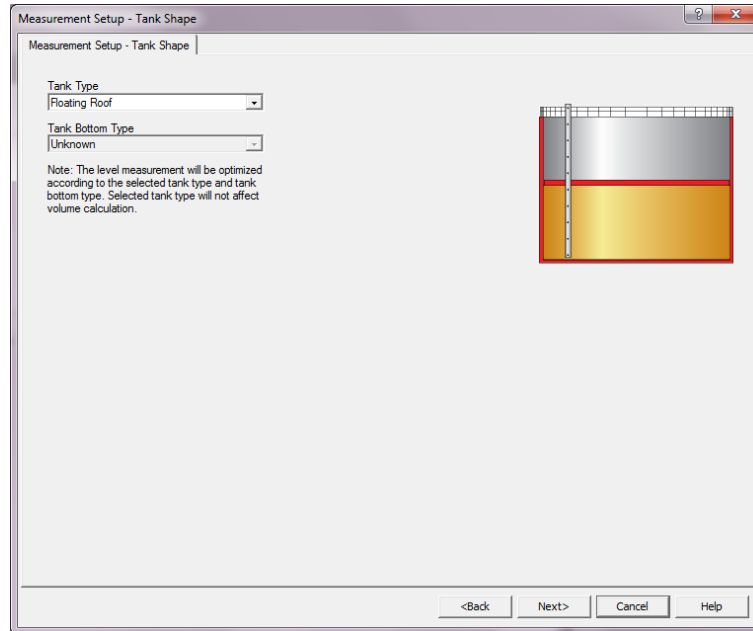 Measurement Setup - Tank Shape
Measurement Setup - Tank Shape
Tank Type
Floating Roof
Tank Bottom Type
Unknown
Note: The level measurement will be optimized
according to the selected tank type and tank
bottom type. Selected tank type will not affect
volume calculation.
<Back
Next>
Cancel
Help